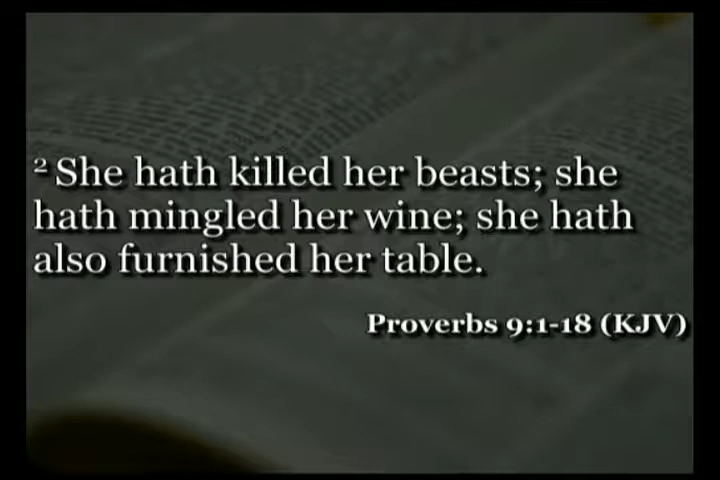 2 She hath killed her beasts; she
hath mingled her wine; she hath
also furnished her table.
Proverbs 9:1-18 (KJV)